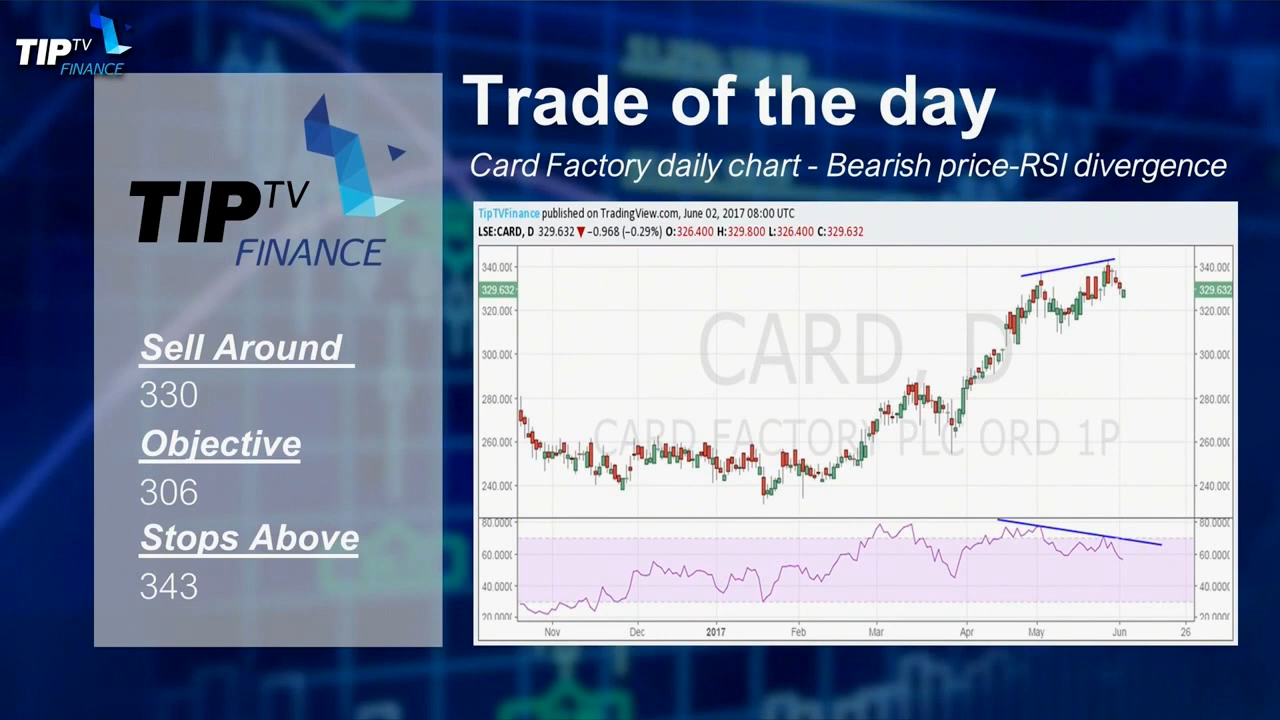 TIP TV
FINANCE
TIP TV
FINANCE
Sell Around
330
Objective
306
Stops Above
343
Trade of the day
Card Factory daily chart - Bearish price-RSI divergence
TipTVFinance published on TradingView.com, June 02, 2017 08:00 UTC
LSE:CARD, D 329.632 ▼ −0.968 (−0.29%) O:326.400 H:329.800 L:326.400 C:329.632
CARD, D
CARD FACTORY PLC ORD 1P
340.000
329.632
320.000
300.000
280.000
260.000
240.000
80.0000
60.0000
40.0000
20.0000
340.000
329.632
320.000
300.000
280.000
260.000
240.000
80.0000
60.0000
40.0000
20.0000
Nov Dec 2017 Feb Mar Apr May Jun 26